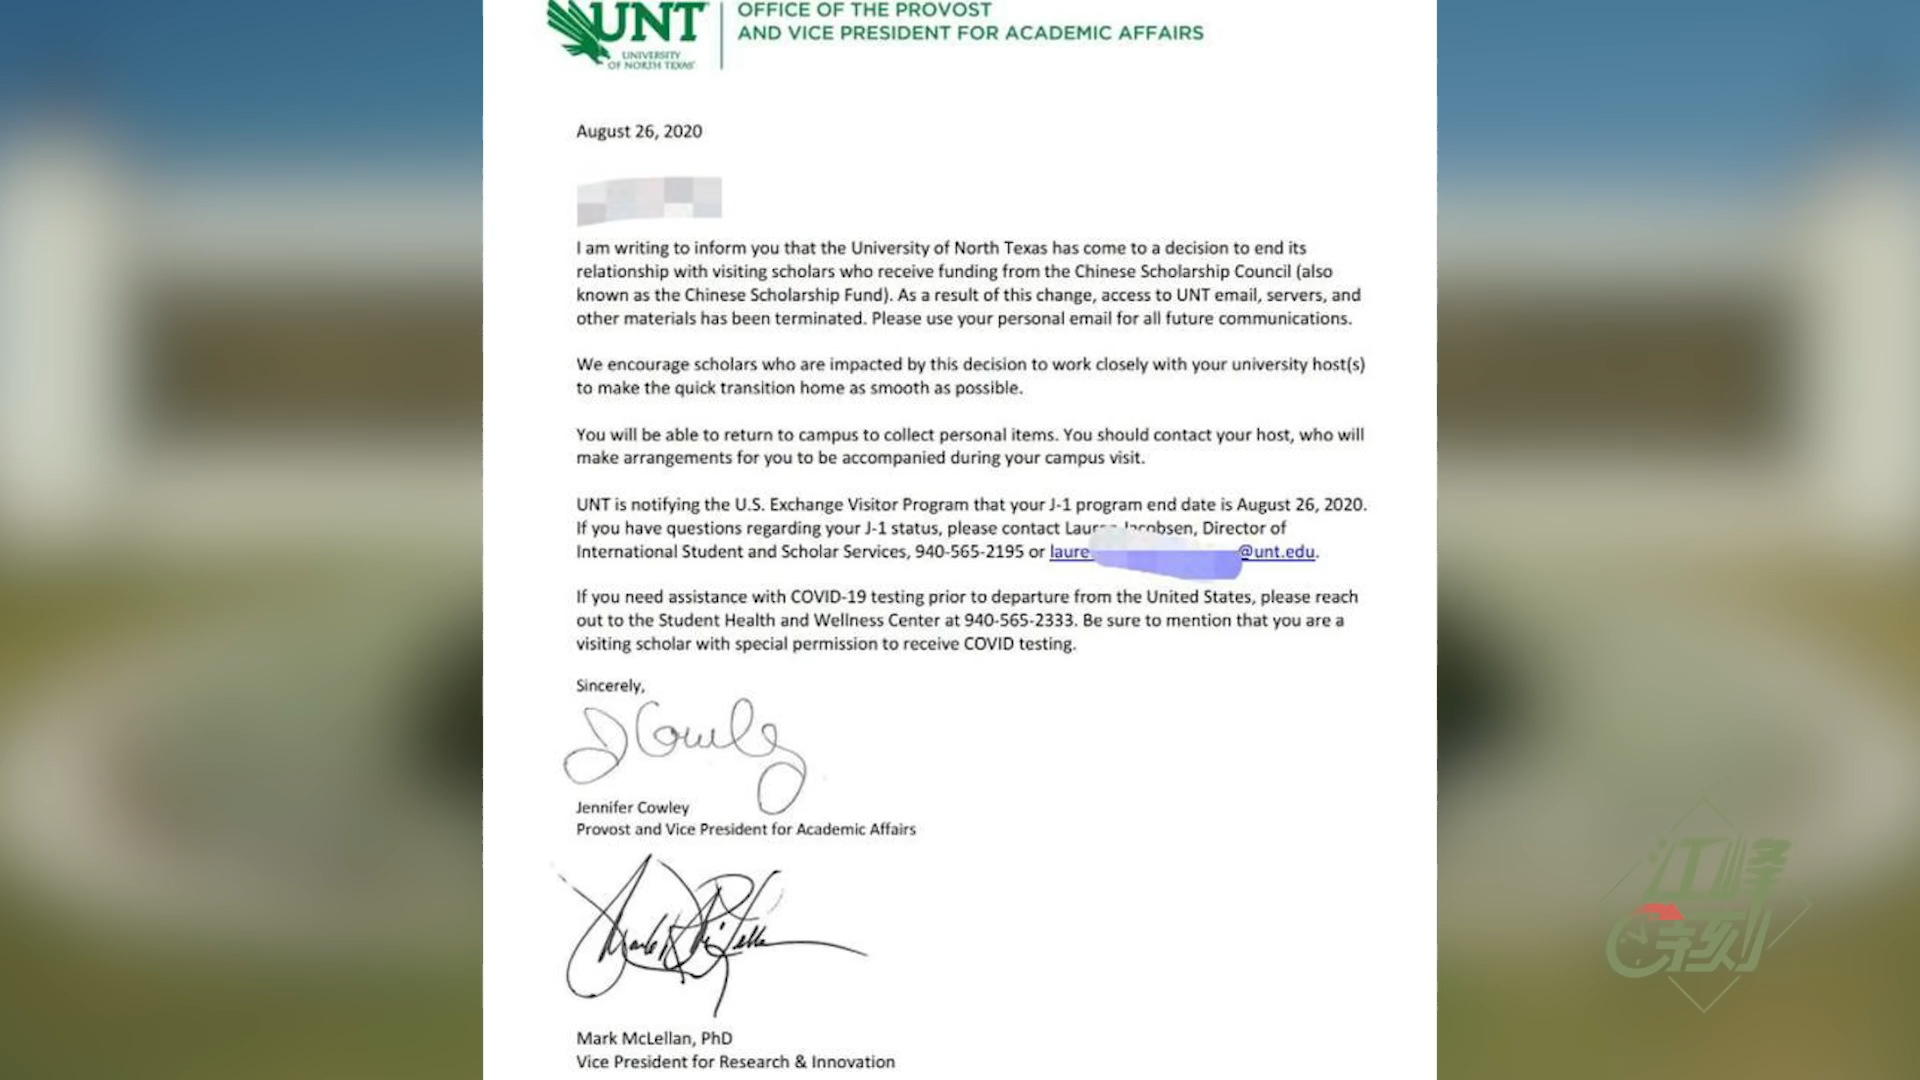 UNT
UNIVERSITY
OF NORTH TEXAS
OFFICE OF THE PROVOST
AND VICE PRESIDENT FOR ACADEMIC AFFAIRS
August 26, 2020
I am writing to inform you that the University of North Texas has come to a decision to end its
relationship with visiting scholars who receive funding from the Chinese Scholarship Council (also
known as the Chinese Scholarship Fund). As a result of this change, access to UNT email, servers, and
other materials has been terminated. Please use your personal email for all future communications.
We encourage scholars who are impacted by this decision to work closely with your university host(s)
to make the quick transition home as smooth as possible.
You will be able to return to campus to collect personal items. You should contact your host, who will
make arrangements for you to be accompanied during your campus visit.
UNT is notifying the U.S. Exchange Visitor Program that your J-1 program end date is August 26, 2020.
If you have questions regarding your J-1 status, please contact Jacobsen, Director of
International Student and Scholar Services, 940-565-2195 or laure @unt.edu.
If you need assistance with COVID-19 testing prior to departure from the United States, please reach
out to the Student Health and Wellness Center at 940-565-2333. Be sure to mention that you are a
visiting scholar with special permission to receive COVID testing.
Sincerely,
J Cowley
Jennifer Cowley
Provost and Vice President for Academic Affairs
Mark McLellan, PhD
Vice President for Research & Innovation
江峰
时刻